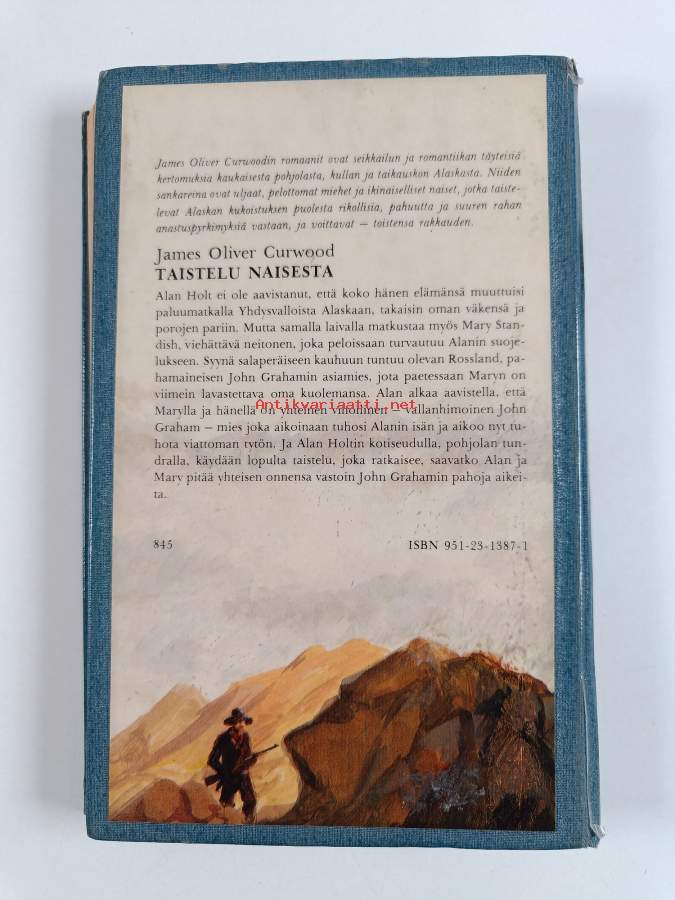 James Oliver Curwoodin romaanit ovat seikkailun ja romantiikan täyteisiä
kertomuksia kaukaisesta pohjolasta, kullan ja taikauskon Alaskasta. Niiden
sankareina ovat uljaat, pelottomat miehet ja ikinaiselliset naiset, jotka taiste-
levat Alaskan kukoistuksen puolesta rikollisia, pahuutta ja suuren rahan
anastuspyrkimyksiä vastaan, ja voittavat — toistensa rakkauden.
James Oliver Curwood
TAISTELU NAISESTA
Alan Holt ei ole aavistanut, että koko hänen elämänsä muuttuisi
paluumatkalla Yhdysvalloista Alaskaan, takaisin oman väkensä ja
porojen pariin. Mutta samalla laivalla matkustaa myös Mary Stan-
dish, viehättävä neitonen, joka peloissaan turvautuu Alanin suoje-
lukseen. Syynä salaperäiseen kauhuun tuntuu olevan Rossland, pa-
hamaineisen John Grahamin asiamies, jota paetessaan Maryn on
viimein lavastettava oma kuolemansa. Alan alkaa aavistella, että
Marylla ja hänellä on yhteinen vihollinen — vallanhimoinen John
Antikvariaatti.net
Graham — mies joka aikoinaan tuhosi Alanin isän ja aikoo nyt tu-
hota viattoman tytön. Ja Alan Holtin kotiseudulla, pohjolan tun-
dralla, käydään lopulta taistelu, joka ratkaisee, saavatko Alan ja
Mary pitää yhteisen onnensa vastoin John Grahamin pahoja aikei-
ta.
845 ISBN 951-23-1387-1